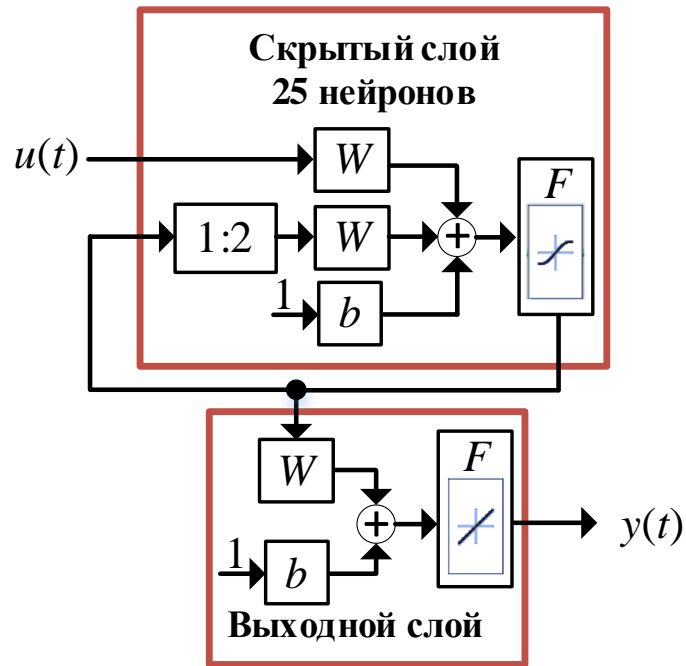 Скрытый слой
25 нейронов
u(t)
W
F
1:2
W
1
b
W
F
y(t)
1
b
Выходной слой